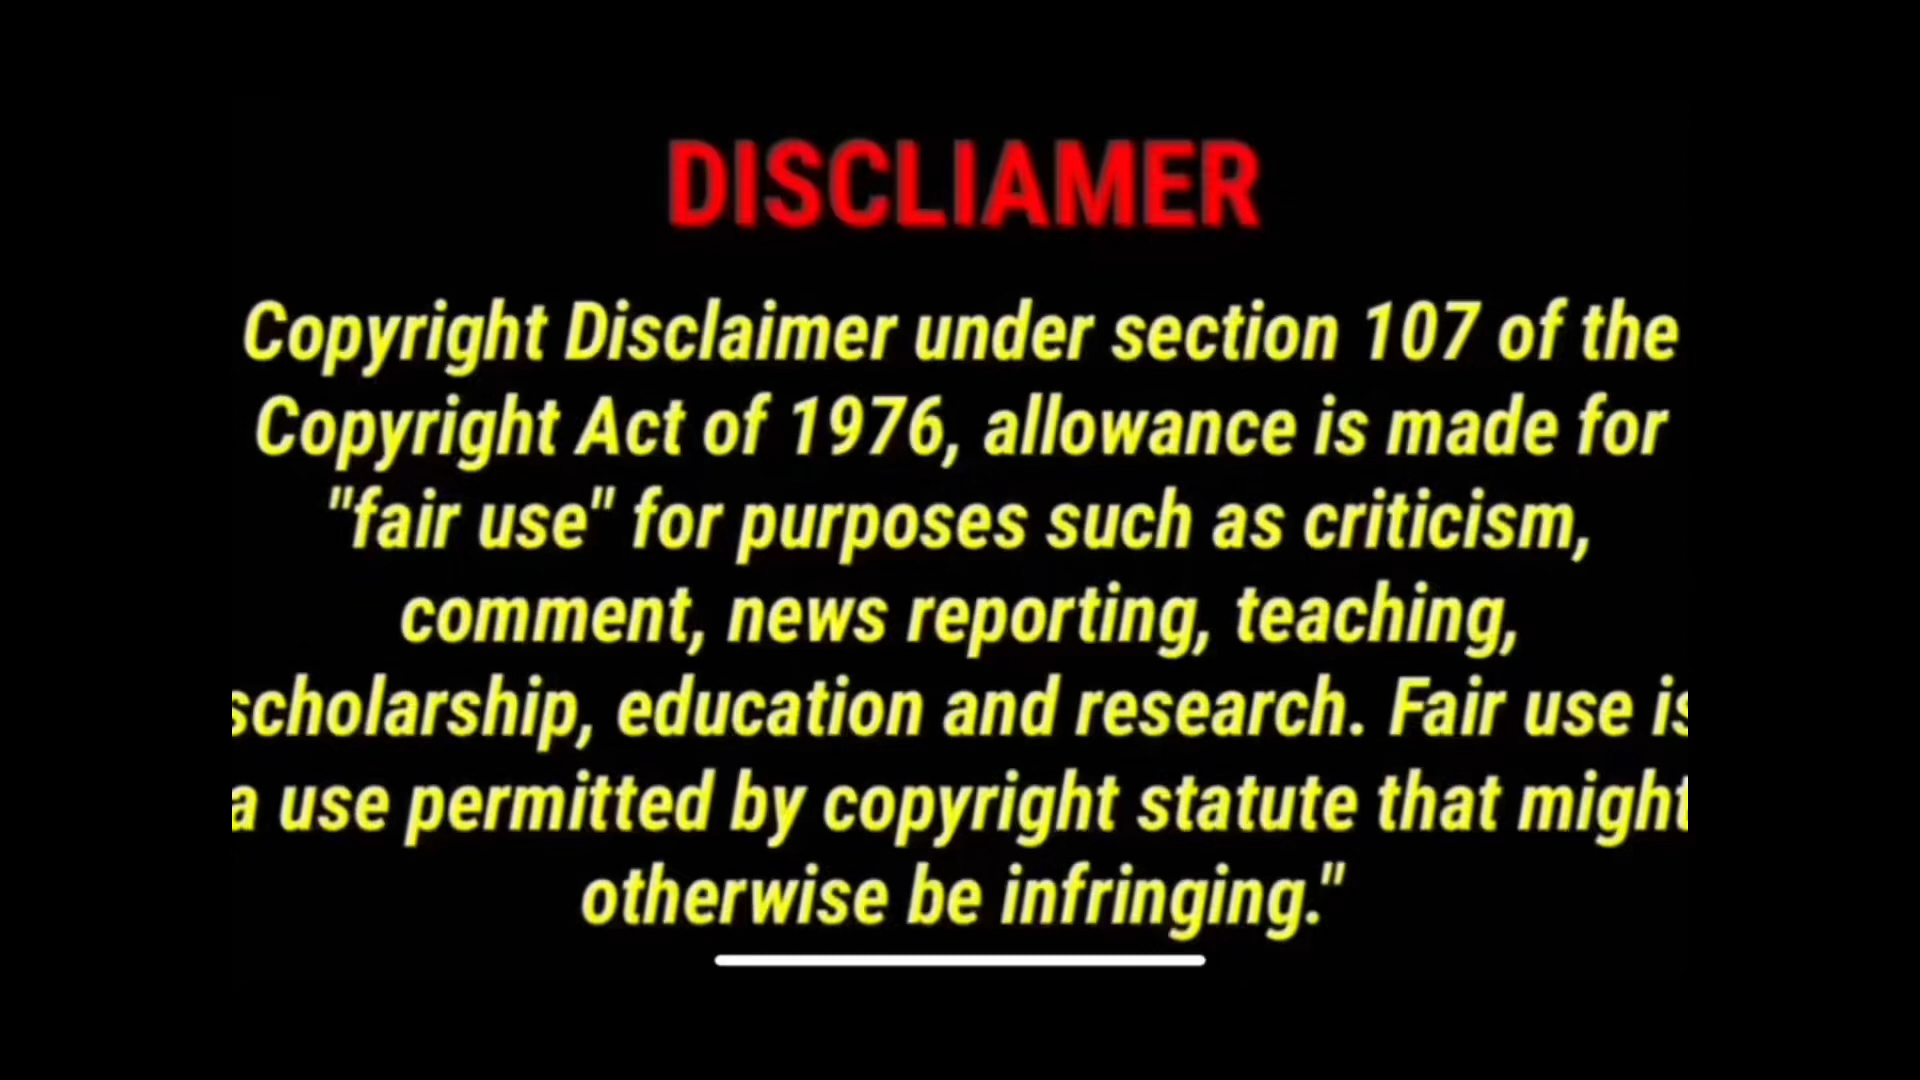 DISCLIAMER
Copyright Disclaimer under section 107 of the
Copyright Act of 1976, allowance is made for
"fair use" for purposes such as criticism,
comment, news reporting, teaching,
scholarship, education and research. Fair use is
a use permitted by copyright statute that might
otherwise be infringing."